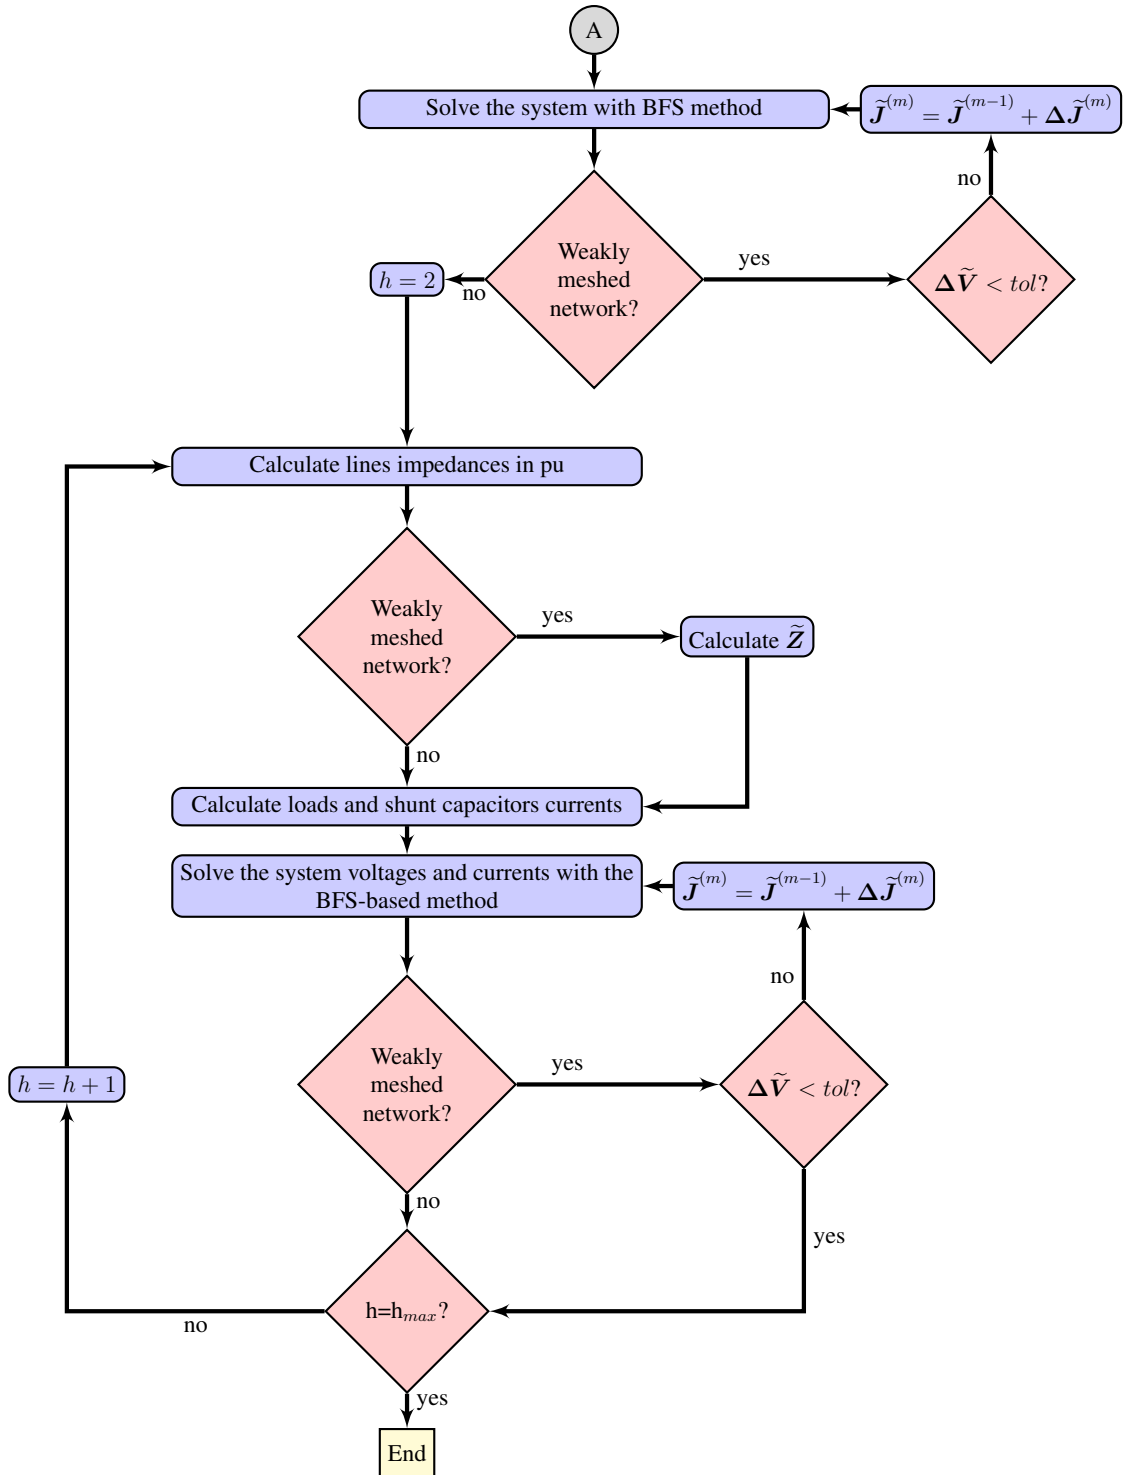 A
Solve the system with BFS method
J̃^(m) = J̃^(m−1) + ΔJ̃^(m)
no
Weakly
meshed
network?
yes
ΔṼ < tol?
h = 2
no
Calculate lines impedances in pu
Weakly
meshed
network?
yes
Calculate Z̃
no
Calculate loads and shunt capacitors currents
Solve the system voltages and currents with the
BFS-based method
J̃^(m) = J̃^(m−1) + ΔJ̃^(m)
no
Weakly
meshed
network?
yes
ΔṼ < tol?
h = h + 1
no
yes
h=h_max?
no
yes
End